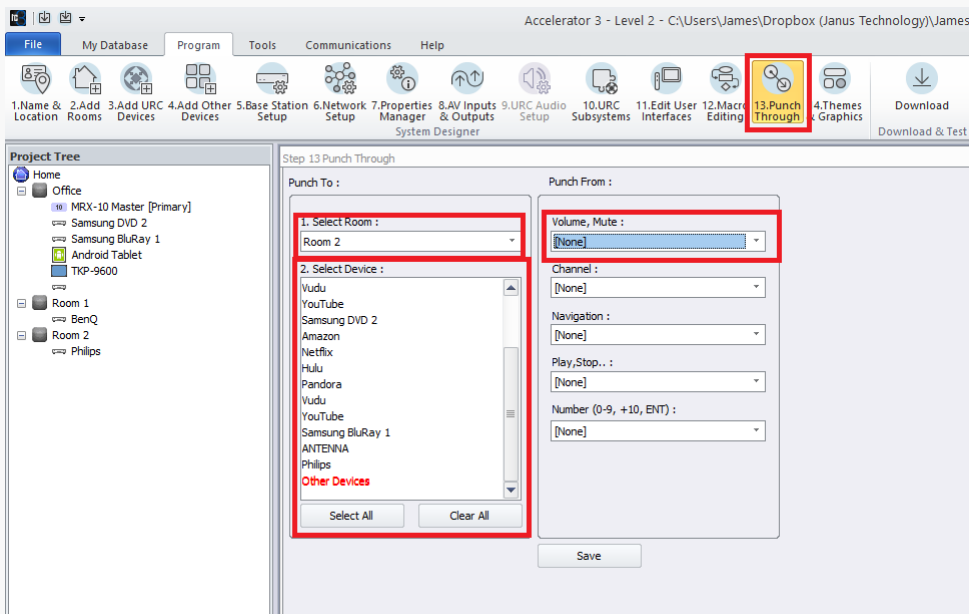 Accelerator 3 - Level 2 - C:\Users\James\Dropbox (Janus Technology)\James
File My Database Program Tools Communications Help
1.Name & Location
2.Add Rooms
3.Add URC Devices
4.Add Other Devices
5.Base Station Setup
6.Network Setup
7.Properties Manager
8.AV Inputs & Outputs
9.URC Audio Setup
10.URC Subsystems
11.Edit User Interfaces
12.Macro Editing
13.Punch Through
4.Themes & Graphics
Download
System Designer
Download & Test
Project Tree
Home
Office
10 MRX-10 Master [Primary]
Samsung DVD 2
Samsung BluRay 1
Android Tablet
TKP-9600
Room 1
BenQ
Room 2
Philips
Step 13 Punch Through
Punch To :
1. Select Room :
Room 2
2. Select Device :
Vudu
YouTube
Samsung DVD 2
Amazon
Netflix
Hulu
Pandora
Vudu
YouTube
Samsung BluRay 1
ANTENNA
Philips
Other Devices
Select All
Clear All
Punch From :
Volume, Mute :
[None]
Channel :
[None]
Navigation :
[None]
Play,Stop.. :
[None]
Number (0-9, +10, ENT) :
[None]
Save